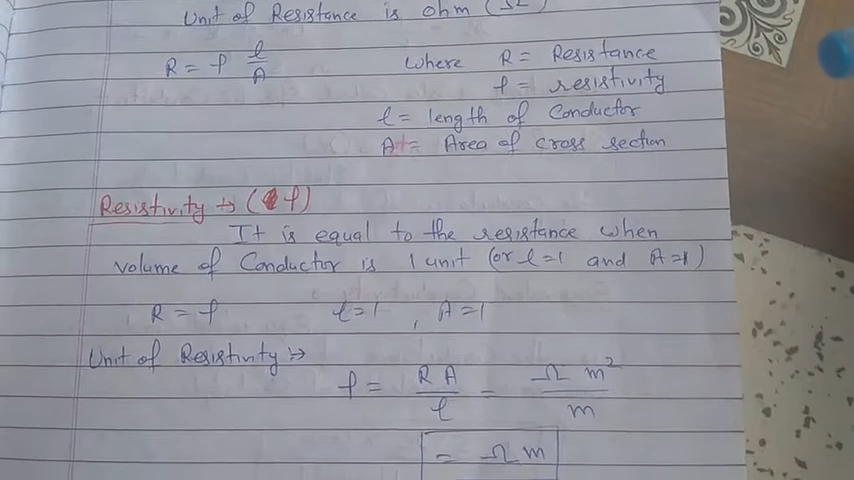 Unit of Resistance is ohm (Ω)
R = ρ l/A where R = Resistance
ρ = resistivity
l = length of Conductor
A = Area of cross section
Resistivity → (ρ)
It is equal to the resistance when
volume of Conductor is 1 unit (or l=1 and A=1)
R = ρ l=1 , A=1
Unit of Resistivity :→
ρ = R A / l = Ω m² / m
= Ω m